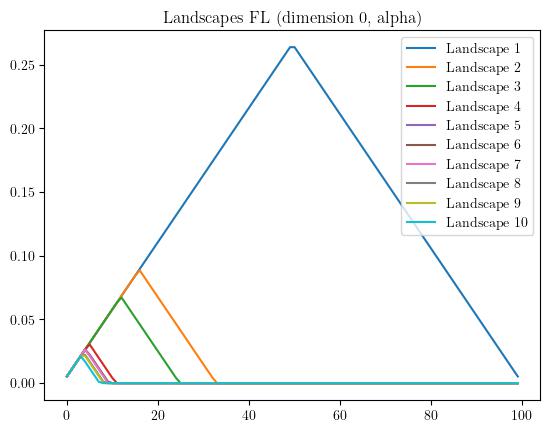 Landscapes FL (dimension 0, alpha)
Landscape 1
Landscape 2
Landscape 3
Landscape 4
Landscape 5
Landscape 6
Landscape 7
Landscape 8
Landscape 9
Landscape 10
0.25
0.20
0.15
0.10
0.05
0.00
0 20 40 60 80 100